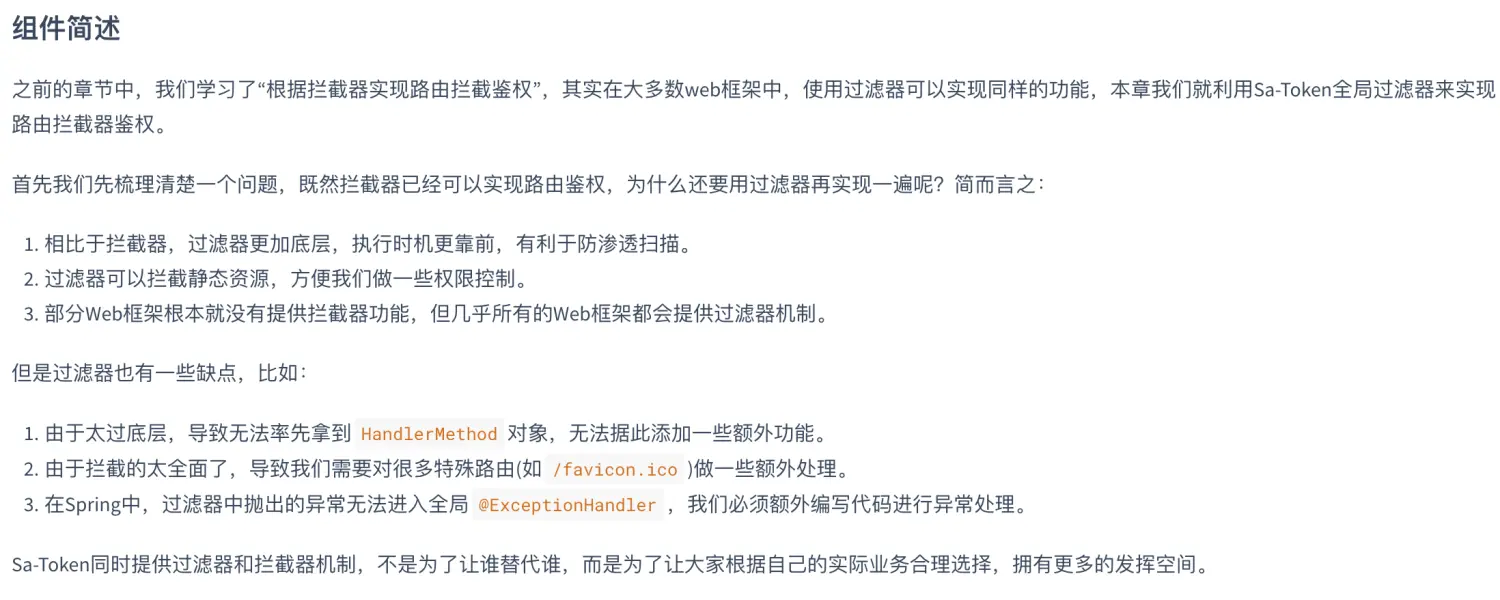 组件简述
之前的章节中，我们学习了“根据拦截器实现路由拦截鉴权”，其实在大多数web框架中，使用过滤器可以实现同样的功能，本章我们就利用Sa-Token全局过滤器来实现
路由拦截器鉴权。
首先我们先梳理清楚一个问题，既然拦截器已经可以实现路由鉴权，为什么还要用过滤器再实现一遍呢？简而言之：
1. 相比于拦截器，过滤器更加底层，执行时机更靠前，有利于防渗透扫描。
2. 过滤器可以拦截静态资源，方便我们做一些权限控制。
3. 部分Web框架根本就没有提供拦截器功能，但几乎所有的Web框架都会提供过滤器机制。
但是过滤器也有一些缺点，比如：
1. 由于太过底层，导致无法率先拿到 HandlerMethod 对象，无法据此添加一些额外功能。
2. 由于拦截的太全面了，导致我们需要对很多特殊路由(如 /favicon.ico )做一些额外处理。
3. 在Spring中，过滤器中抛出的异常无法进入全局 @ExceptionHandler ，我们必须额外编写代码进行异常处理。
Sa-Token同时提供过滤器和拦截器机制，不是为了让谁替代谁，而是为了让大家根据自己的实际业务合理选择，拥有更多的发挥空间。